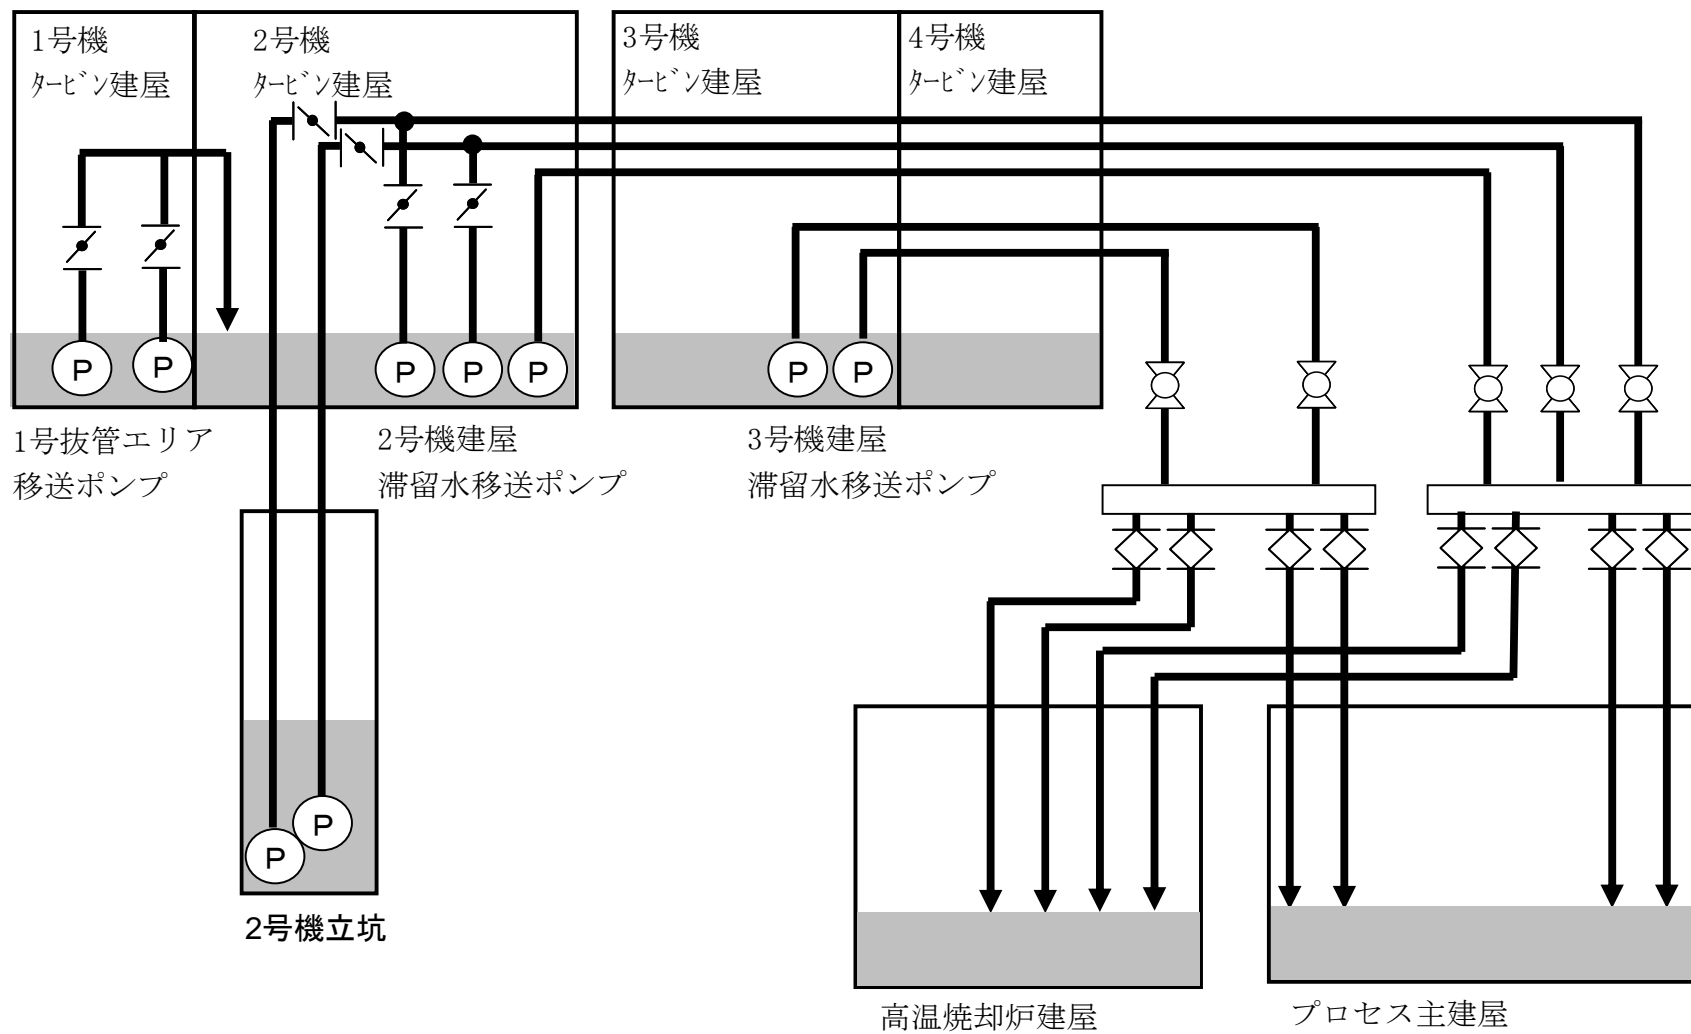 1号機
ﾀｰﾋﾞﾝ建屋
2号機
ﾀｰﾋﾞﾝ建屋
3号機
ﾀｰﾋﾞﾝ建屋
4号機
ﾀｰﾋﾞﾝ建屋
P
P
P
P
P
P
P
1号抜管エリア
移送ポンプ
2号機建屋
滞留水移送ポンプ
3号機建屋
滞留水移送ポンプ
P
P
2号機立坑
高温焼却炉建屋
プロセス主建屋